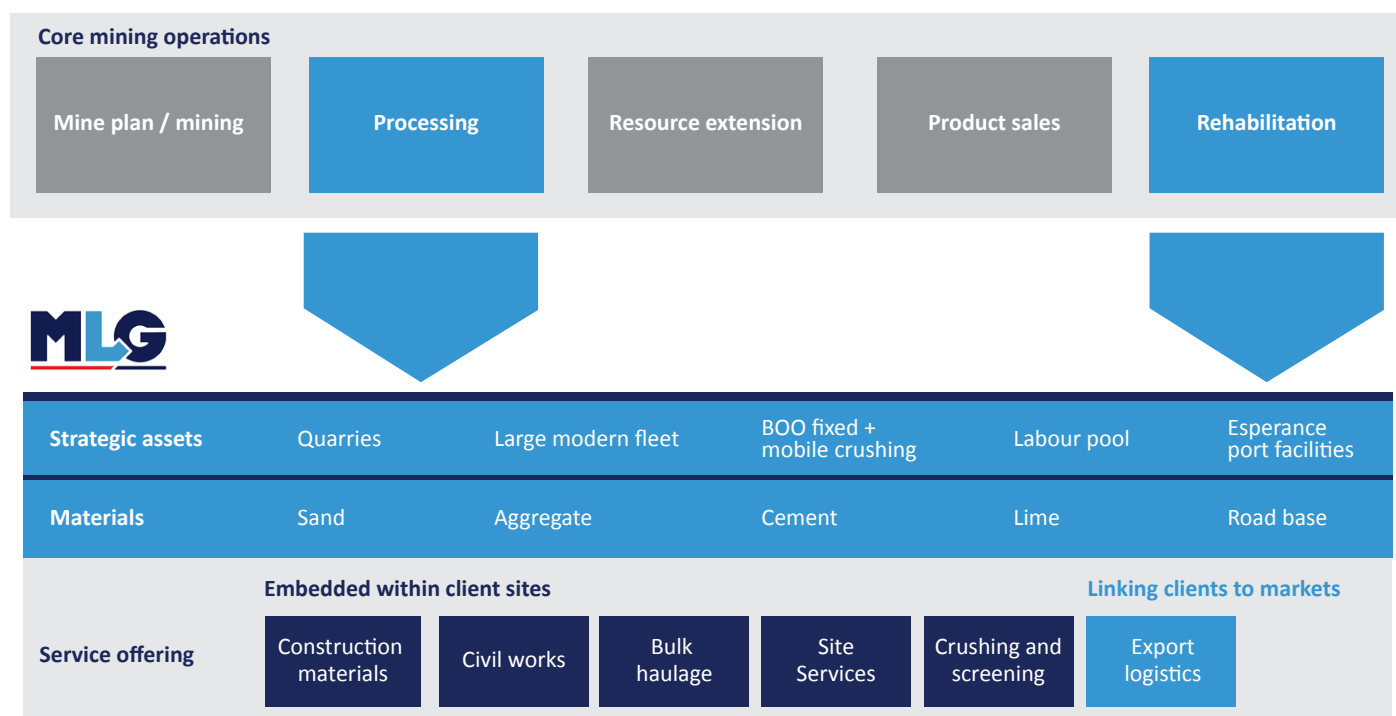 Core mining operations
Mine plan / mining
Processing
Resource extension
Product sales
Rehabilitation
MLG
Strategic assets
Quarries
Large modern fleet
BOO fixed +
mobile crushing
Labour pool
Esperance
port facilities
Materials
Sand
Aggregate
Cement
Lime
Road base
Embedded within client sites
Linking clients to markets
Service offering
Construction
materials
Civil works
Bulk
haulage
Site
Services
Crushing and
screening
Export
logistics